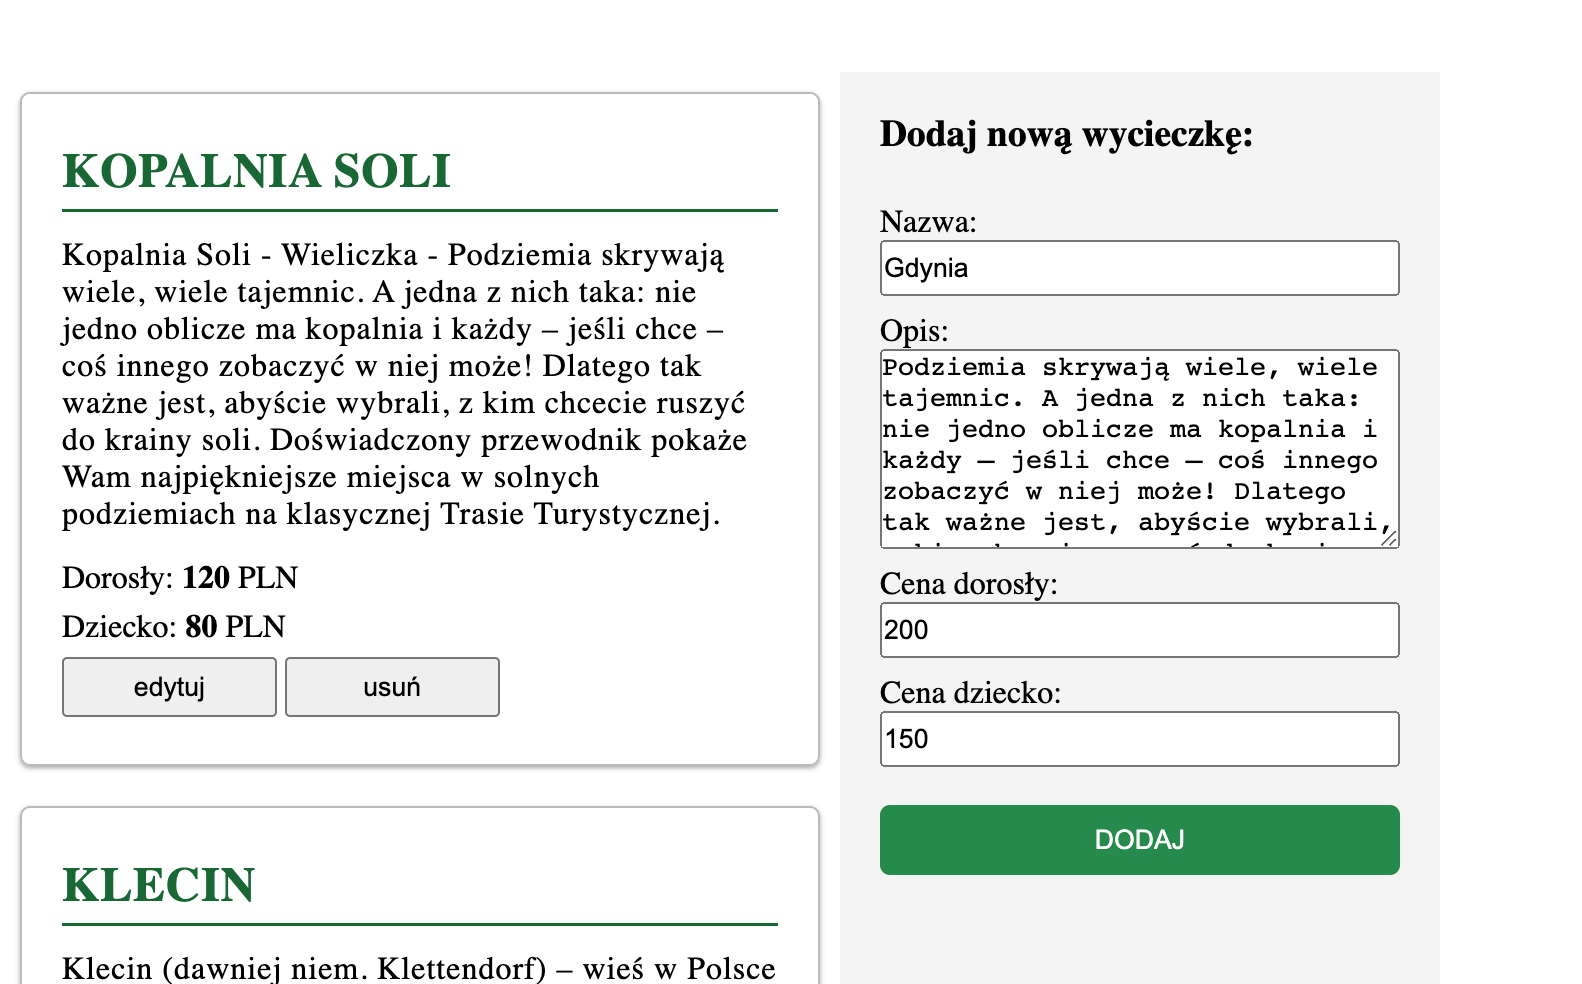 KOPALNIA SOLI
Kopalnia Soli - Wieliczka - Podziemia skrywają
wiele, wiele tajemnic. A jedna z nich taka: nie
jedno oblicze ma kopalnia i każdy – jeśli chce –
coś innego zobaczyć w niej może! Dlatego tak
ważne jest, abyście wybrali, z kim chcecie ruszyć
do krainy soli. Doświadczony przewodnik pokaże
Wam najpiękniejsze miejsca w solnych
podziemiach na klasycznej Trasie Turystycznej.
Dorosły: 120 PLN
Dziecko: 80 PLN
edytuj usuń
KLECIN
Klecin (dawniej niem. Klettendorf) – wieś w Polsce
Dodaj nową wycieczkę:
Nazwa:
Gdynia
Opis:
Podziemia skrywają wiele, wiele
tajemnic. A jedna z nich taka:
nie jedno oblicze ma kopalnia i
każdy – jeśli chce – coś innego
zobaczyć w niej może! Dlatego
tak ważne jest, abyście wybrali,
Cena dorosły:
200
Cena dziecko:
150
DODAJ